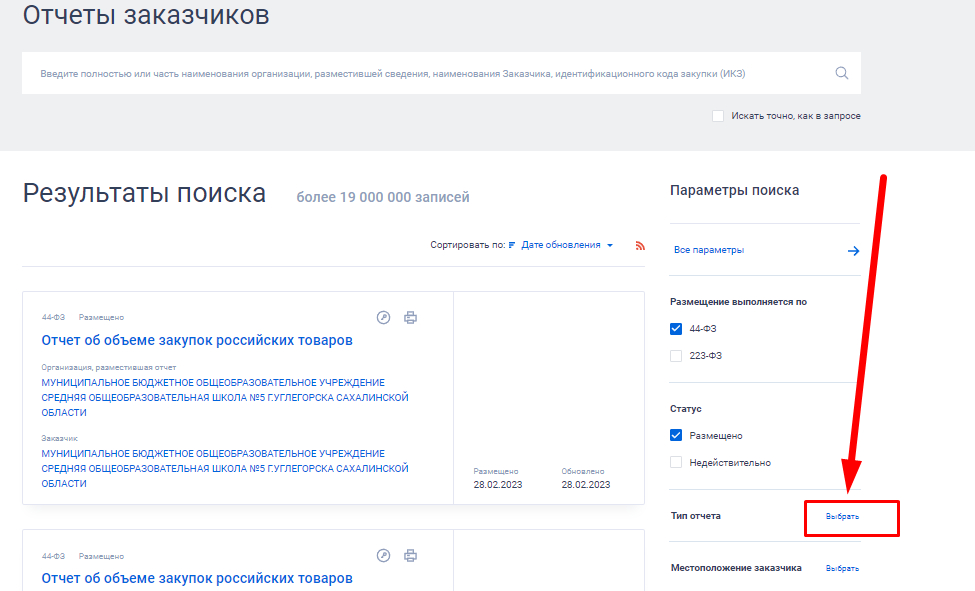 Отчеты заказчиков
Введите полностью или часть наименования организации, разместившей сведения, наименования Заказчика, идентификационного кода закупки (ИКЗ)
Искать точно, как в запросе
Результаты поиска
более 19 000 000 записей
Сортировать по:
Дате обновления
44-ФЗ Размещено
Отчет об объеме закупок российских товаров
Организация, разместившая отчет
МУНИЦИПАЛЬНОЕ БЮДЖЕТНОЕ ОБЩЕОБРАЗОВАТЕЛЬНОЕ УЧРЕЖДЕНИЕ
СРЕДНЯЯ ОБЩЕОБРАЗОВАТЕЛЬНАЯ ШКОЛА №5 Г.УГЛЕГОРСКА САХАЛИНСКОЙ
ОБЛАСТИ
Заказчик
МУНИЦИПАЛЬНОЕ БЮДЖЕТНОЕ ОБЩЕОБРАЗОВАТЕЛЬНОЕ УЧРЕЖДЕНИЕ
СРЕДНЯЯ ОБЩЕОБРАЗОВАТЕЛЬНАЯ ШКОЛА №5 Г.УГЛЕГОРСКА САХАЛИНСКОЙ
ОБЛАСТИ
Размещено
28.02.2023
Обновлено
28.02.2023
44-ФЗ Размещено
Отчет об объеме закупок российских товаров
Параметры поиска
Все параметры
Размещение выполняется по
44-ФЗ
223-ФЗ
Статус
Размещено
Недействительно
Тип отчета
Выбрать
Местоположение заказчика
Выбрать